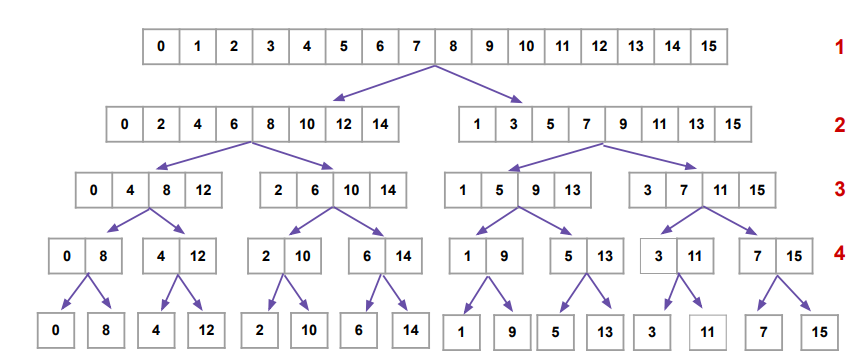 0 1 2 3 4 5 6 7 8 9 10 11 12 13 14 15 1
0 2 4 6 8 10 12 14 1 3 5 7 9 11 13 15 2
0 4 8 12 2 6 10 14 1 5 9 13 3 7 11 15 3
0 8 4 12 2 10 6 14 1 9 5 13 3 11 7 15 4
0 8 4 12 2 10 6 14 1 9 5 13 3 11 7 15